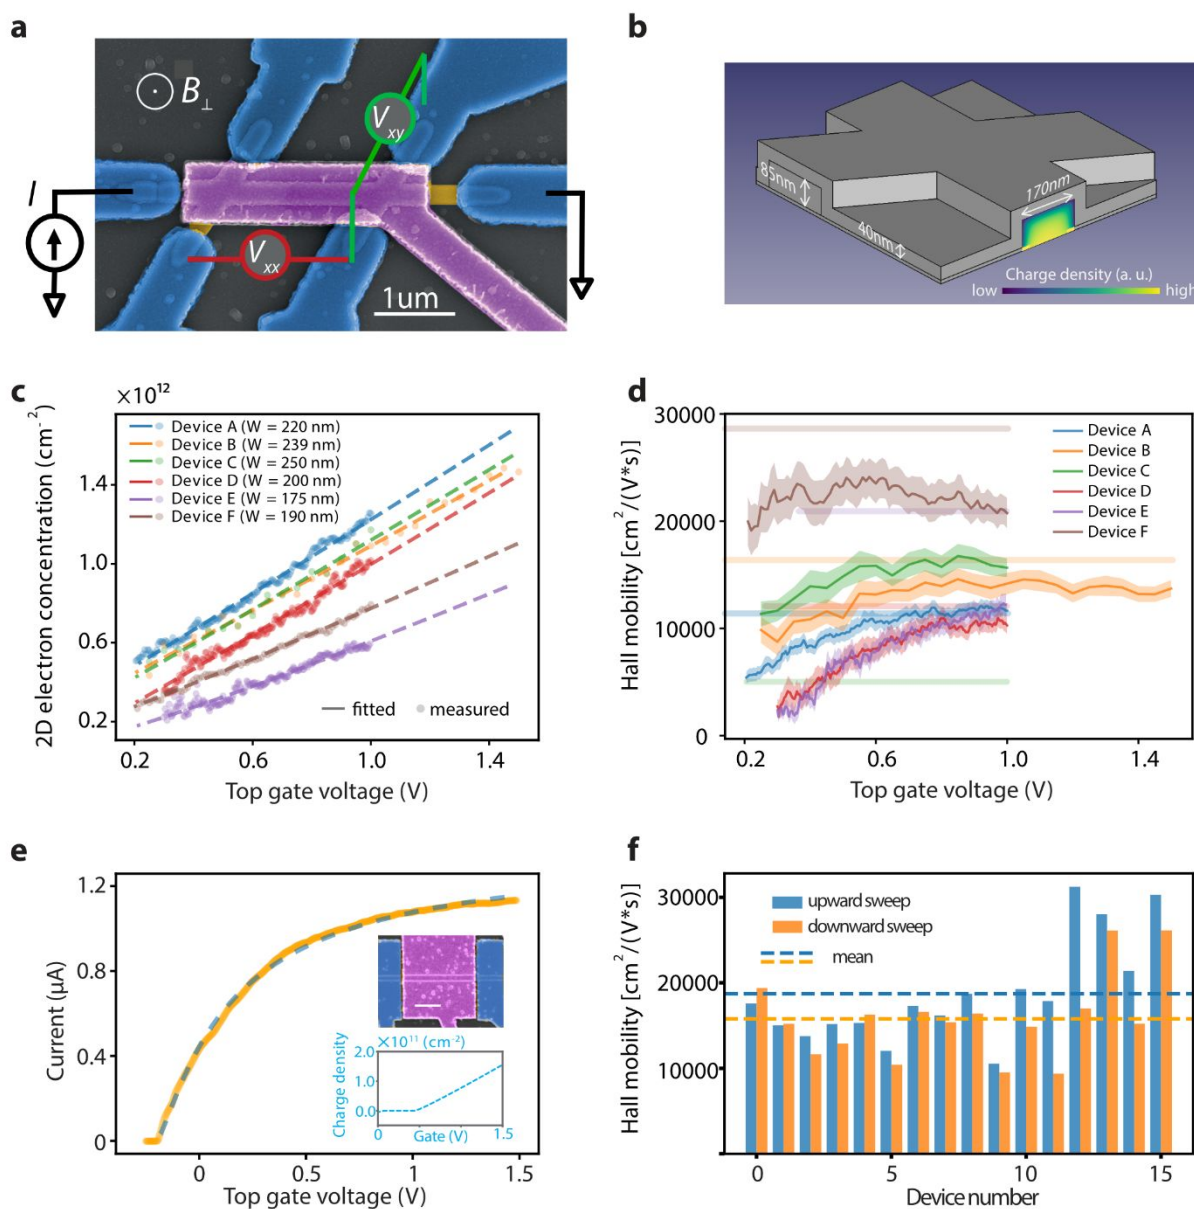 a
B⊥
I
Vxy
Vxx
1um
b
85nm
170nm
40nm
Charge density (a. u.)
low
high
c
×10¹²
2D electron concentration (cm⁻²)
1.4
1.0
0.6
0.2
Device A (W = 220 nm)
Device B (W = 239 nm)
Device C (W = 250 nm)
Device D (W = 200 nm)
Device E (W = 175 nm)
Device F (W = 190 nm)
fitted
measured
0.2
0.6
1.0
1.4
Top gate voltage (V)
d
Hall mobility [cm²/(V*s)]
30000
20000
10000
0
Device A
Device B
Device C
Device D
Device E
Device F
0.2
0.6
1.0
1.4
Top gate voltage (V)
e
Current (μA)
1.2
0.8
0.4
0
×10¹¹ (cm⁻²)
Charge density
2.0
1.0
0.0
0
Gate (V)
1.5
0
0.5
1.0
1.5
Top gate voltage (V)
f
Hall mobility [cm²/(V*s)]
30000
20000
10000
upward sweep
downward sweep
mean
0
5
10
15
Device number